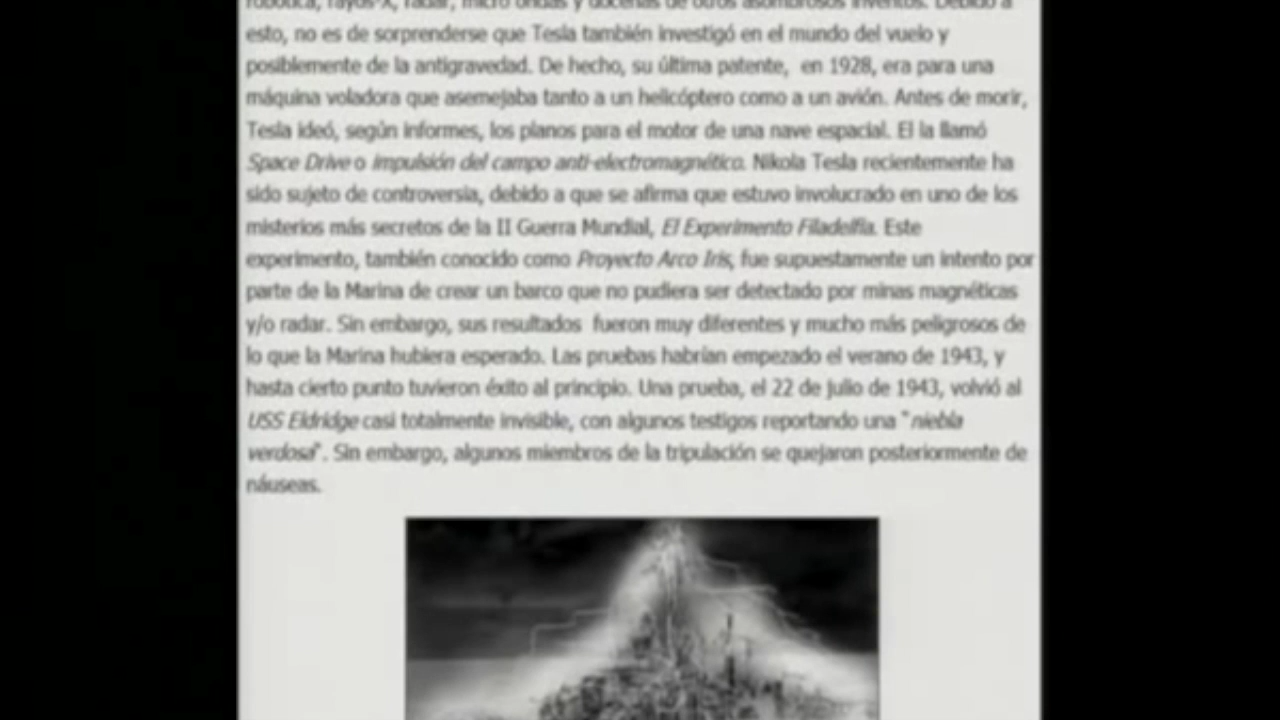 robótica, rayos-X, radar, micro ondas y docenas de otros asombrosos inventos. Debido a
esto, no es de sorprenderse que Tesla también investigó en el mundo del vuelo y
posiblemente de la antigravedad. De hecho, su última patente, en 1928, era para una
máquina voladora que asemejaba tanto a un helicóptero como a un avión. Antes de morir,
Tesla ideó, según informes, los planos para el motor de una nave espacial. El la llamó
Space Drive o impulsión del campo anti-electromagnético. Nikola Tesla recientemente ha
sido sujeto de controversia, debido a que se afirma que estuvo involucrado en uno de los
misterios más secretos de la II Guerra Mundial, El Experimento Filadelfia. Este
experimento, también conocido como Proyecto Arco Iris, fue supuestamente un intento por
parte de la Marina de crear un barco que no pudiera ser detectado por minas magnéticas
y/o radar. Sin embargo, sus resultados fueron muy diferentes y mucho más peligrosos de
lo que la Marina hubiera esperado. Las pruebas habrían empezado el verano de 1943, y
hasta cierto punto tuvieron éxito al principio. Una prueba, el 22 de julio de 1943, volvió al
USS Eldridge casi totalmente invisible, con algunos testigos reportando una "niebla
verdosa". Sin embargo, algunos miembros de la tripulación se quejaron posteriormente de
náuseas.